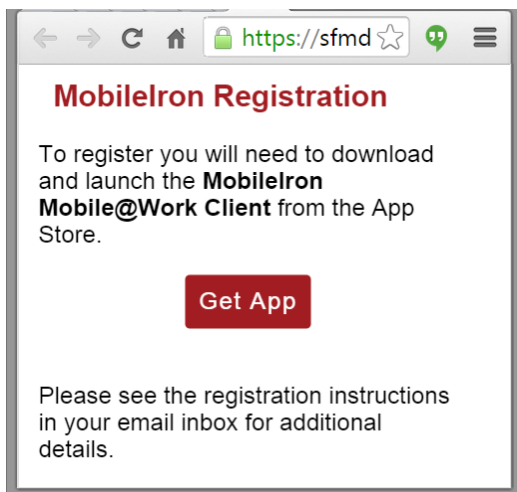 https://sfmd
MobileIron Registration
To register you will need to download
and launch the MobileIron
Mobile@Work Client from the App
Store.
Get App
Please see the registration instructions
in your email inbox for additional
details.